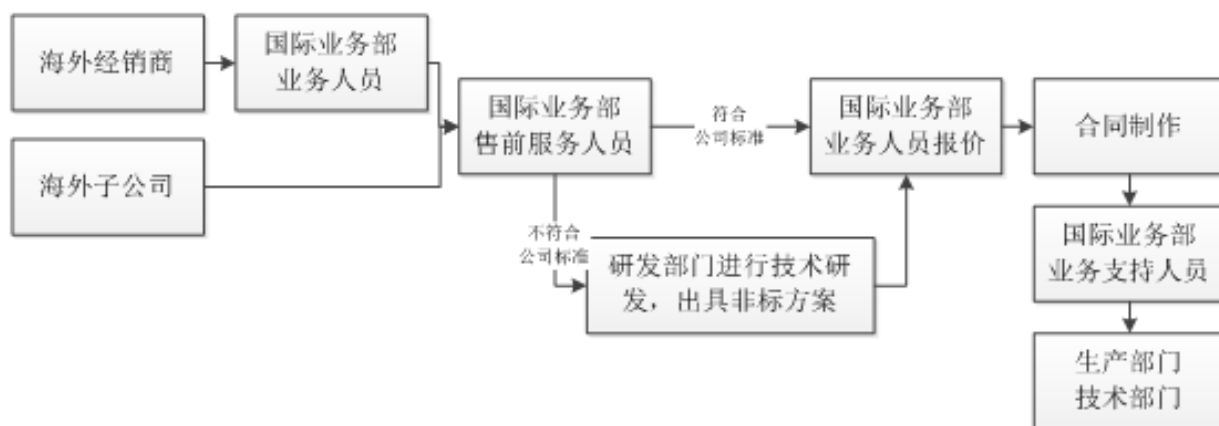 海外经销商
国际业务部
业务人员
海外子公司
国际业务部
售前服务人员
符合
公司标准
不符合
公司标准
研发部门进行技术研
发，出具非标方案
国际业务部
业务人员报价
合同制作
国际业务部
业务支持人员
生产部门
技术部门